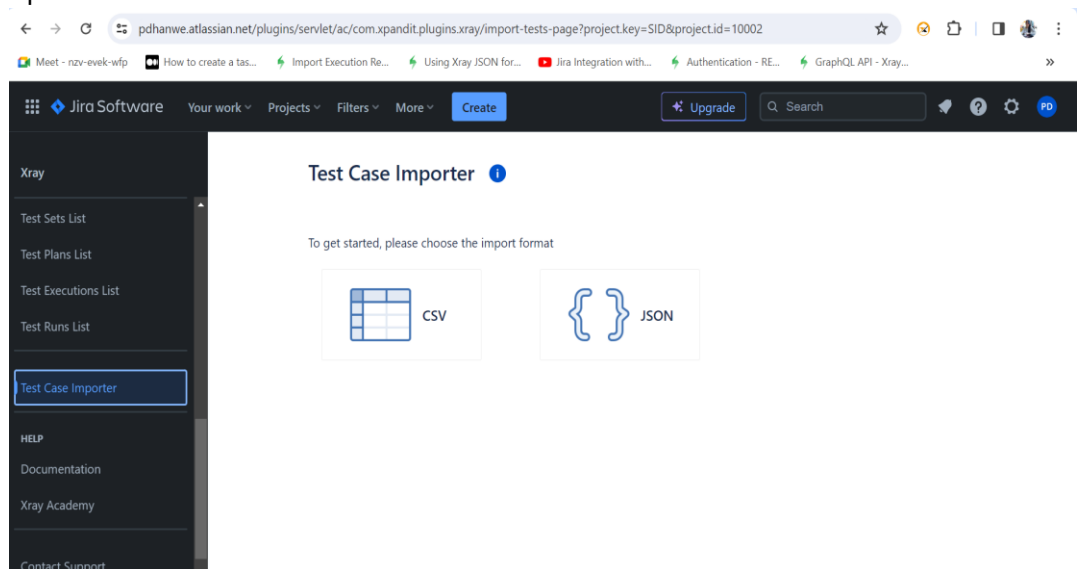 pdhanwe.atlassian.net/plugins/servlet/ac/com.xpandit.plugins.xray/import-tests-page?project.key=SID&project.id=10002
Meet - nzv-evek-wfp How to create a tas... Import Execution Re... Using Xray JSON for... Jira Integration with... Authentication - RE... GraphQL API - Xray... »
Jira Software Your work Projects Filters More Create Upgrade Search PD
Xray
Test Sets List
Test Plans List
Test Executions List
Test Runs List
Test Case Importer
HELP
Documentation
Xray Academy
Contact Support
Test Case Importer
To get started, please choose the import format
CSV
JSON